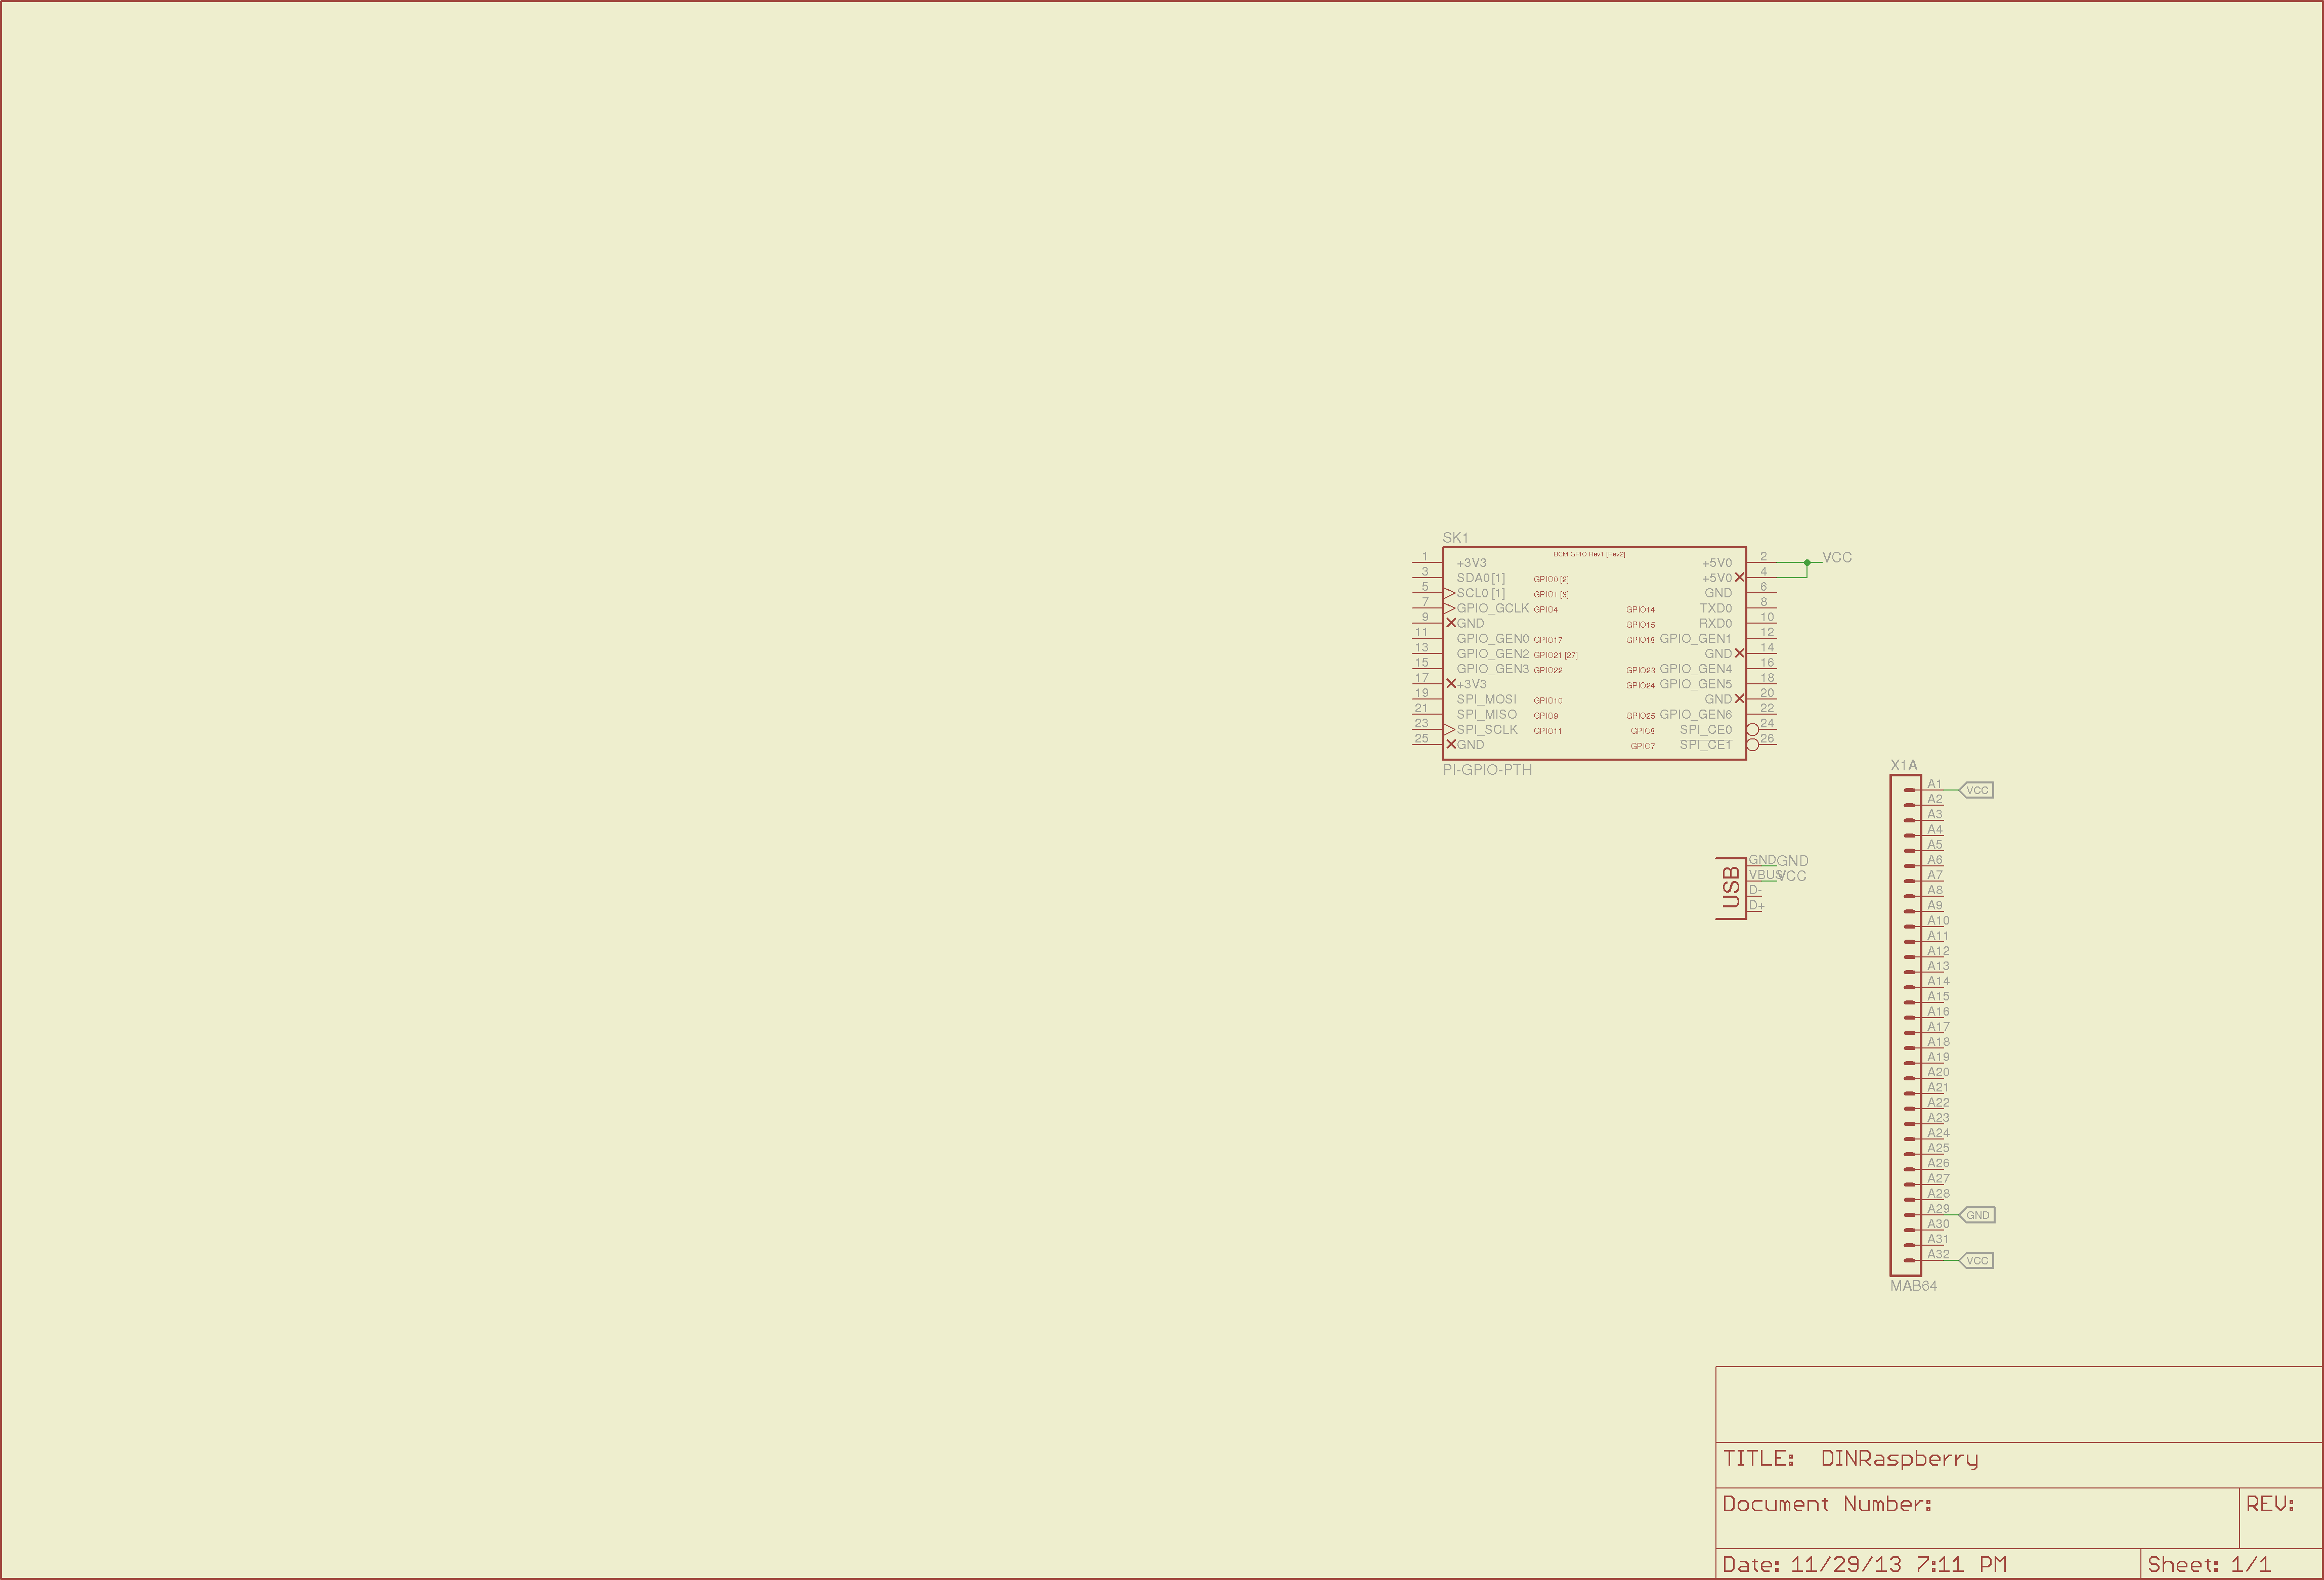 SK1
BCM GPIO Rev1 [Rev2]
1 +3V3 +5V0 2 VCC
3 SDA0[1] GPIO0 [2] +5V0 4
5 SCL0 [1] GPIO1 [3] GND 6
7 GPIO_GCLK GPIO4 GPIO14 TXD0 8
9 GND GPIO15 RXD0 10
11 GPIO_GEN0 GPIO17 GPIO18 GPIO_GEN1 12
13 GPIO_GEN2 GPIO21 [27] GND 14
15 GPIO_GEN3 GPIO22 GPIO23 GPIO_GEN4 16
17 +3V3 GPIO24 GPIO_GEN5 18
19 SPI_MOSI GPIO10 GND 20
21 SPI_MISO GPIO9 GPIO25 GPIO_GEN6 22
23 SPI_SCLK GPIO11 GPIO8 SPI_CE0 24
25 GND GPIO7 SPI_CE1 26
PI-GPIO-PTH
USB
GND GND
VBUS VCC
D-
D+
X1A
A1 VCC
A2
A3
A4
A5
A6
A7
A8
A9
A10
A11
A12
A13
A14
A15
A16
A17
A18
A19
A20
A21
A22
A23
A24
A25
A26
A27
A28
A29 GND
A30
A31
A32 VCC
MAB64
TITLE: DINRaspberry
Document Number: REV:
Date: 11/29/13 7:11 PM Sheet: 1/1